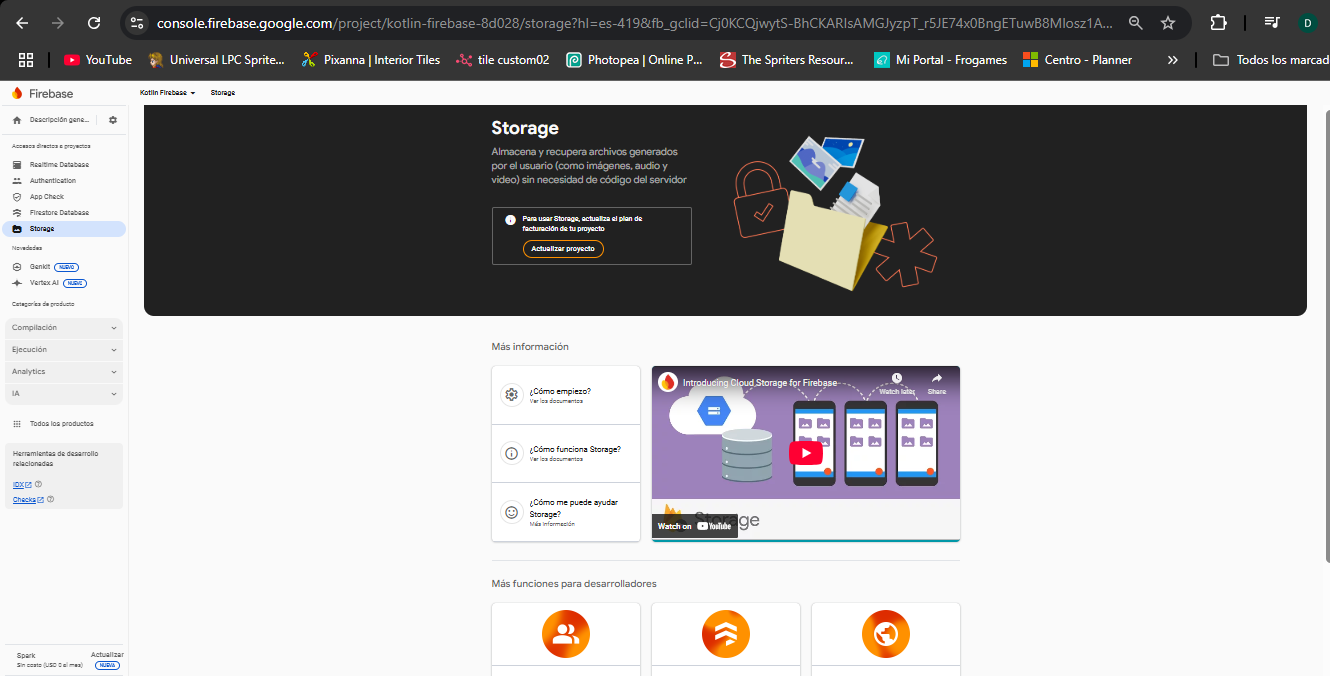 console.firebase.google.com/project/kotlin-firebase-8d028/storage?hl=es-419&fb_gclid=Cj0KCQjwytS-BhCKARIsAMGJyzpT_r5JE74x0BngETuwB8MIosz1A...
D
YouTube
Universal LPC Sprite...
Pixanna | Interior Tiles
tile custom02
Photopea | Online P...
The Spriters Resour...
Mi Portal - Frogames
Centro - Planner
»
Todos los marcad
Firebase
Kotlin Firebase
Storage
Descripción gene...
Accesos directos a proyectos
Realtime Database
Authentication
App Check
Firestore Database
Storage
Novedades
Genkit
NUEVO
Vertex AI
NUEVO
Categorías de producto
Compilación
Ejecución
Analytics
IA
Todos los productos
Herramientas de desarrollo
relacionadas
IDX
Checks
Spark
Sin costo (USD 0 al mes)
Actualizar
NUEVA
Storage
Almacena y recupera archivos generados
por el usuario (como imágenes, audio y
video) sin necesidad de código del servidor
Para usar Storage, actualiza el plan de
facturación de tu proyecto
Actualizar proyecto
Más información
¿Cómo empiezo?
Ver los documentos
¿Cómo funciona Storage?
Ver los documentos
¿Cómo me puede ayudar
Storage?
Más información
Introducing Cloud Storage for Firebase
Watch later
Share
Storage
Watch on YouTube
Más funciones para desarrolladores